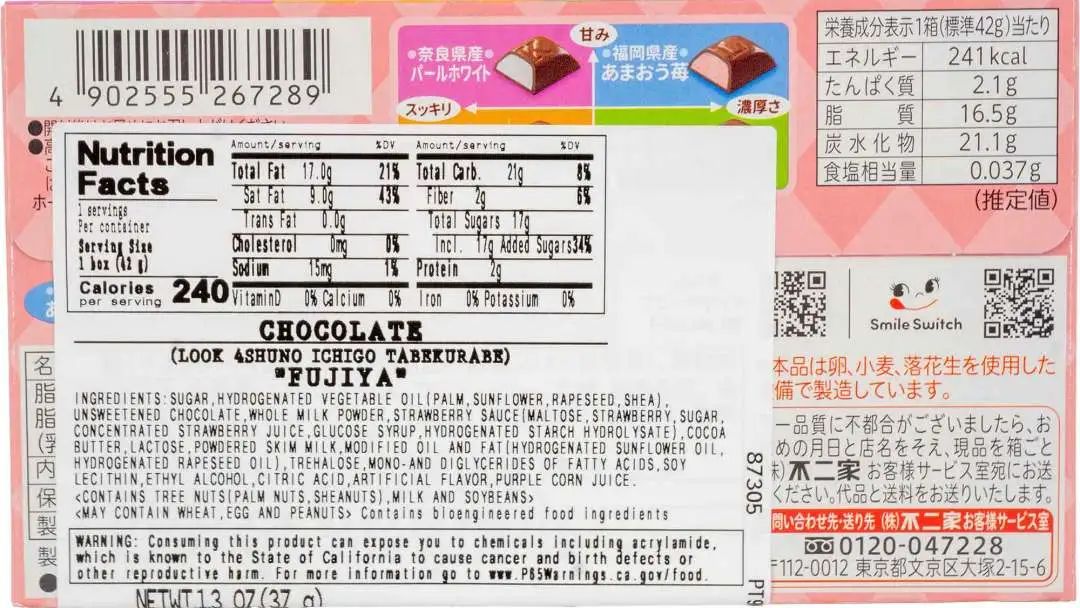 4 902555 267289
甘み
●奈良県産●
パールホワイト
●福岡県産●
あまおう苺
スッキリ
濃厚さ
栄養成分表示1箱(標準42g)当たり
エネルギー 241kcal
たんぱく質 2.1g
脂質 16.5g
炭水化物 21.1g
食塩相当量 0.037g
(推定値)
Nutrition Facts
1 servings
Per container
Serving Size
1 box (42 g)
Calories
per serving 240
Amount/serving %DV Amount/serving %DV
Total Fat 17.0g 21% Total Carb. 21g 8%
Sat Fat 9.0g 43% Fiber 2g 6%
Trans Fat 0.0g Total Sugars 17g
Cholesterol 0mg 0% Incl. 17g Added Sugars34%
Sodium 15mg 1% Protein 2g
VitaminD 0% Calcium 0% Iron 0% Potassium 0%
CHOCOLATE
(LOOK 4SHUNO ICHIGO TABEKURABE)
"FUJIYA"
INGREDIENTS:SUGAR,HYDROGENATED VEGETABLE OIL(PALM,SUNFLOWER,RAPESEED,SHEA),
UNSWEETENED CHOCOLATE,WHOLE MILK POWDER,STRAWBERRY SAUCE(MALTOSE,STRAWBERRY,SUGAR,
CONCENTRATED STRAWBERRY JUICE,GLUCOSE SYRUP,HYDROGENATED STARCH HYDROLYSATE),COCOA
BUTTER,LACTOSE,POWDERED SKIM MILK,MODIFIED OIL AND FAT(HYDROGENATED SUNFLOWER OIL,
HYDROGENATED RAPESEED OIL),TREHALOSE,MONO-AND DIGLYCERIDES OF FATTY ACIDS,SOY
LECITHIN,ETHYL ALCOHOL,CITRIC ACID,ARTIFICIAL FLAVOR,PURPLE CORN JUICE.
<CONTAINS TREE NUTS(PALM NUTS,SHEANUTS),MILK AND SOYBEANS>
<MAY CONTAIN WHEAT,EGG AND PEANUTS> Contains bioengineered food ingredients
WARNING: Consuming this product can expose you to chemicals including acrylamide,
which is known to the State of California to cause cancer and birth defects or
other reproductive harm. For more information go to www.P65Warnings.ca.gov/food.
NETWT1.3 OZ(37 g)
87305
PT9
Smile Switch
本品は卵、小麦、落花生を使用した
備で製造しています。
品質に不都合がございましたら、お
めの月日と店名をそえ、現品を箱ごと
株)不二家 お客様サービス室宛にお送
ください。代品と送料をお送りいたします。
問い合わせ先・送り先 (株)不二家お客様サービス室
0120-047228
〒112-0012 東京都文京区大塚2-15-6
名
脂
脂
(乳
内
保
製
製